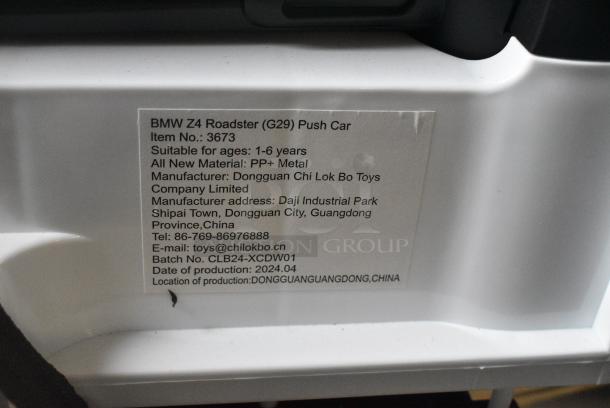 BMW Z4 Roadster (G29) Push Car
Item No.: 3673
Suitable for ages: 1-6 years
All New Material: PP+ Metal
Manufacturer: Dongguan Chi Lok Bo Toys
Company Limited
Manufacturer address: Daji Industrial Park
Shipai Town, Dongguan City, Guangdong
Province,China
Tel: 86-769-86976888
E-mail: toys@chilokbo.cn
Batch No. CLB24-XCDW01
Date of production: 2024.04
Location of production:DONGGUANGUANGDONG,CHINA
GROUP